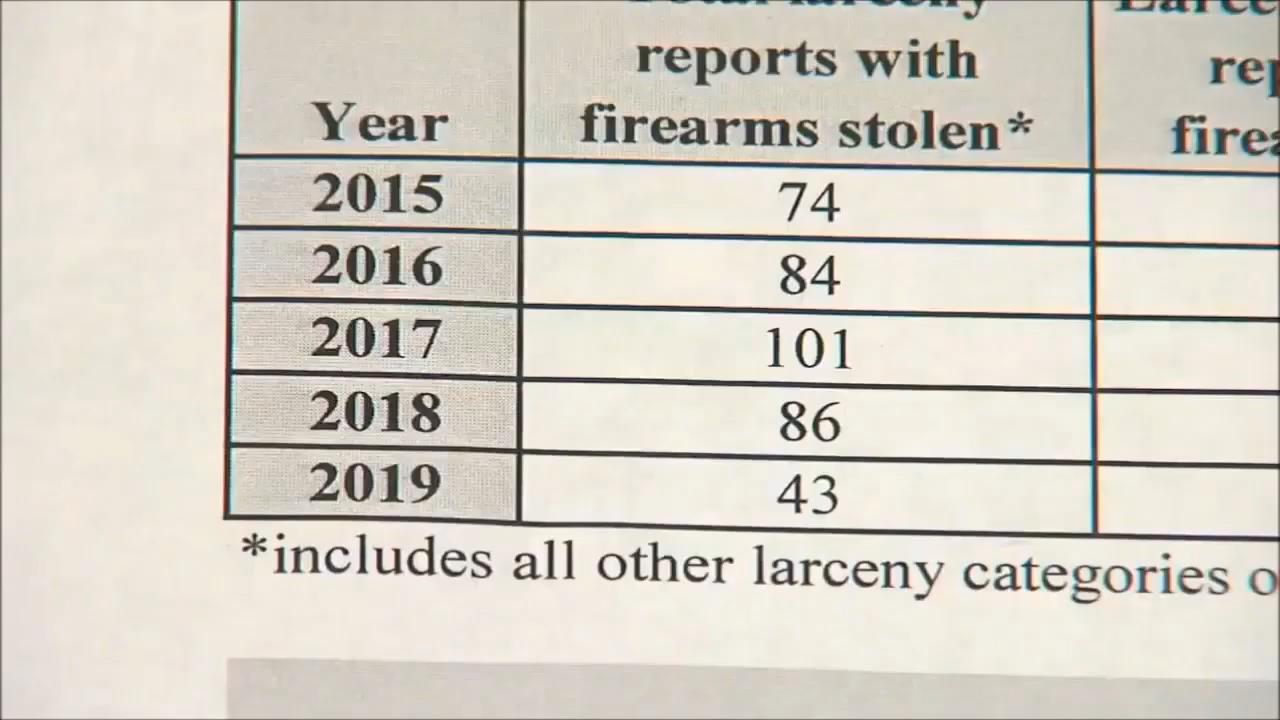 reports with
Year firearms stolen*
2015 74
2016 84
2017 101
2018 86
2019 43
*includes all other larceny categories